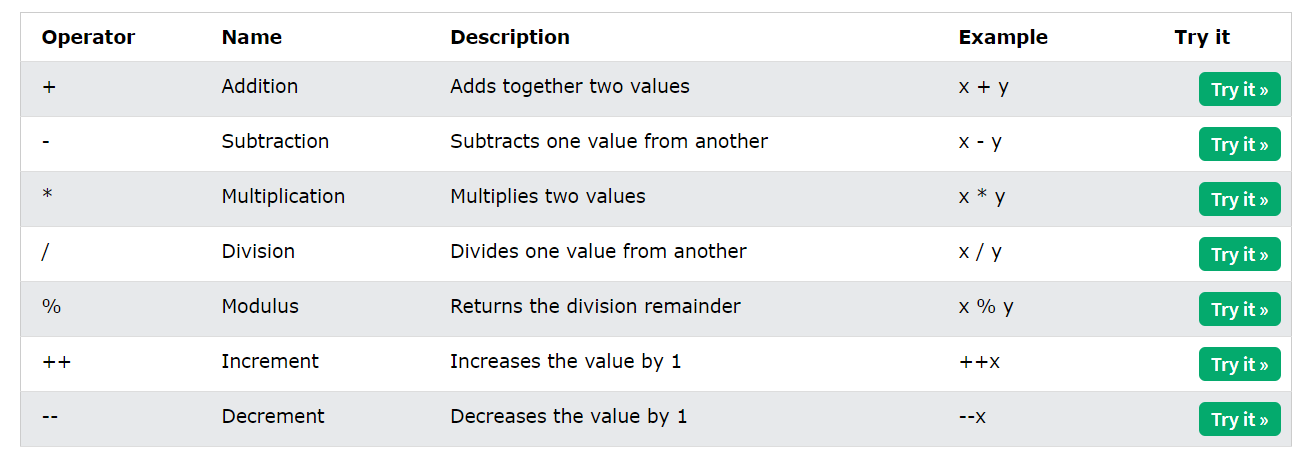 Operator Name Description Example Try it
+ Addition Adds together two values x + y Try it »
- Subtraction Subtracts one value from another x - y Try it »
* Multiplication Multiplies two values x * y Try it »
/ Division Divides one value from another x / y Try it »
% Modulus Returns the division remainder x % y Try it »
++ Increment Increases the value by 1 ++x Try it »
-- Decrement Decreases the value by 1 --x Try it »